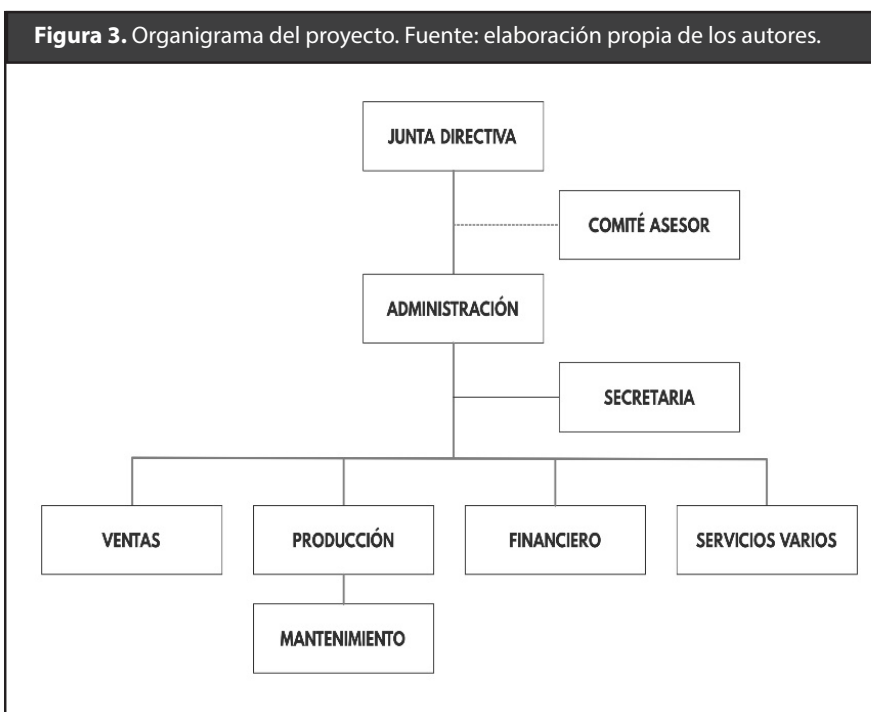 Figura 3. Organigrama del proyecto. Fuente: elaboración propia de los autores.
JUNTA DIRECTIVA
COMITÉ ASESOR
ADMINISTRACIÓN
SECRETARIA
VENTAS
PRODUCCIÓN
FINANCIERO
SERVICIOS VARIOS
MANTENIMIENTO